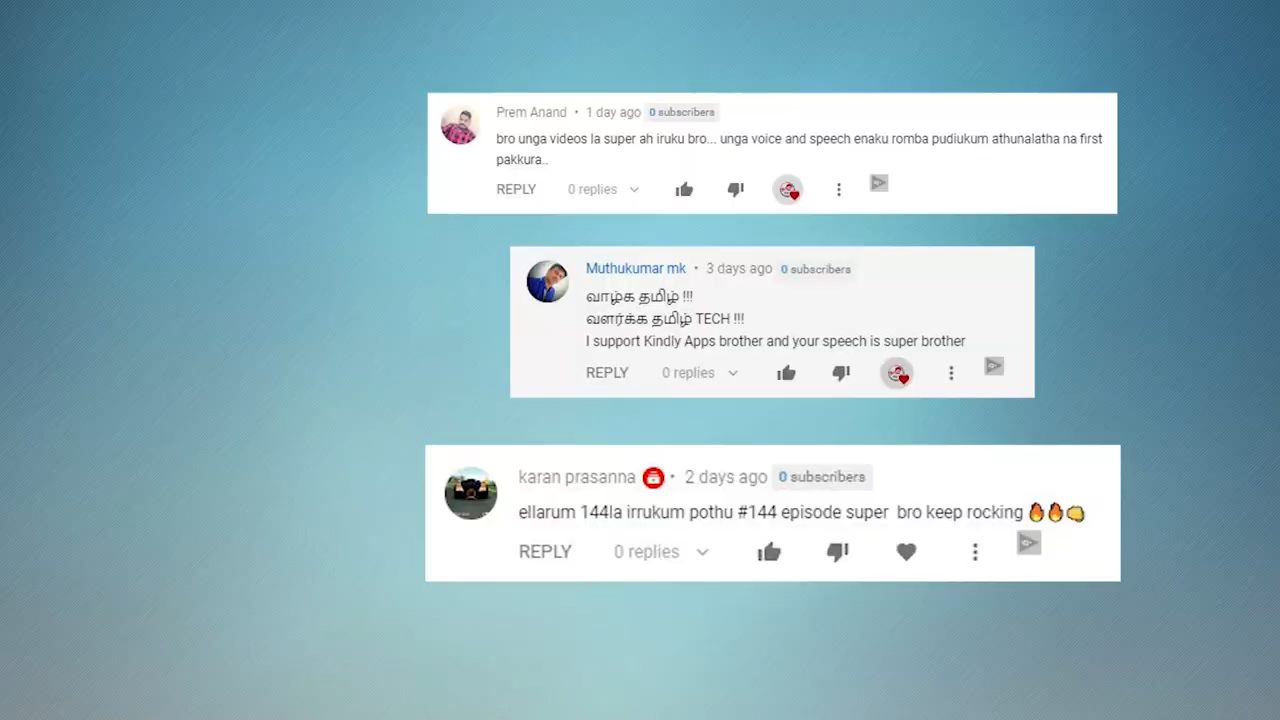 Prem Anand • 1 day ago 0 subscribers
bro unga videos la super ah iruku bro... unga voice and speech enaku romba pudiukum athunalatha na first
pakkura..
REPLY 0 replies
Muthukumar mk • 3 days ago 0 subscribers
வாழ்க தமிழ் !!!
வளர்க்க தமிழ் TECH !!!
I support Kindly Apps brother and your speech is super brother
REPLY 0 replies
karan prasanna • 2 days ago 0 subscribers
ellarum 144la irrukum pothu #144 episode super bro keep rocking 🔥🔥👊
REPLY 0 replies